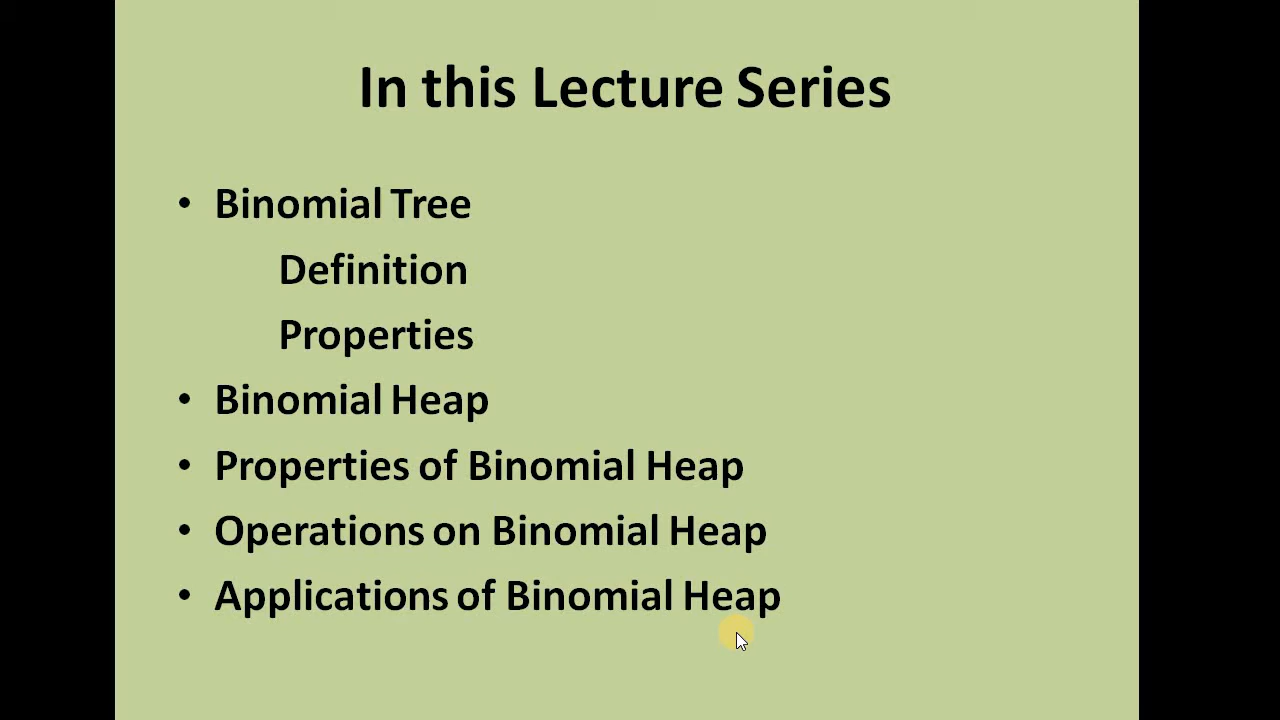 In this Lecture Series
• Binomial Tree
Definition
Properties
• Binomial Heap
• Properties of Binomial Heap
• Operations on Binomial Heap
• Applications of Binomial Heap